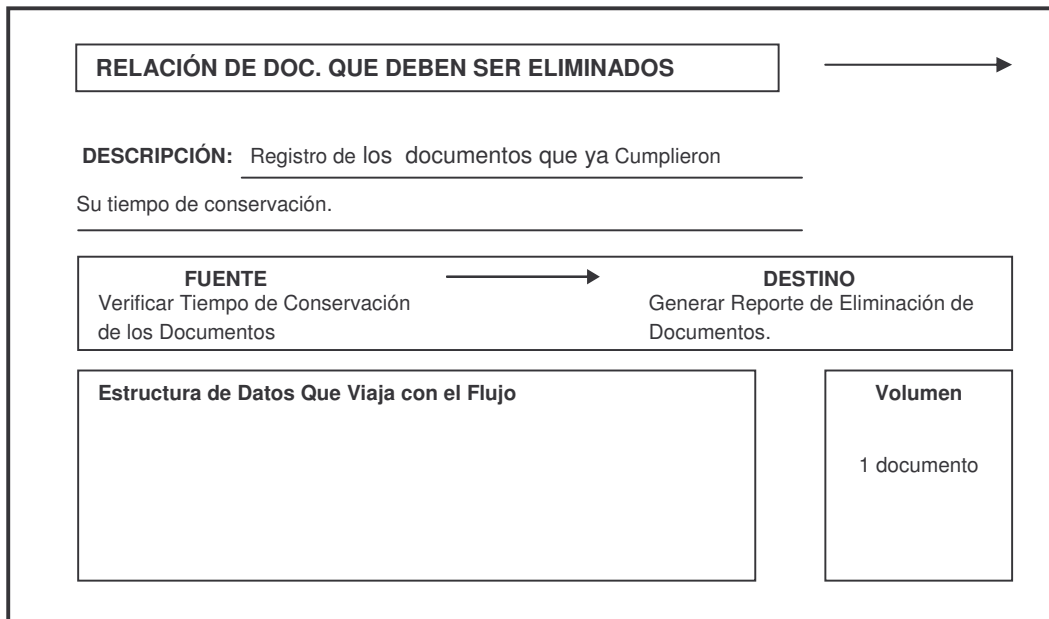 RELACIÓN DE DOC. QUE DEBEN SER ELIMINADOS
DESCRIPCIÓN: Registro de los documentos que ya Cumplieron
Su tiempo de conservación.
FUENTE
Verificar Tiempo de Conservación
de los Documentos
DESTINO
Generar Reporte de Eliminación de
Documentos.
Estructura de Datos Que Viaja con el Flujo
Volumen
1 documento